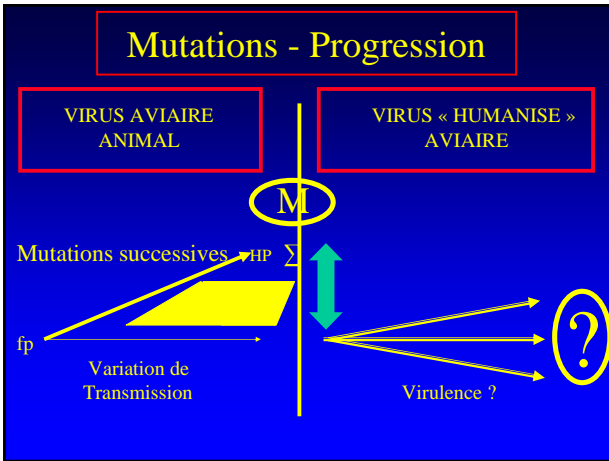 Mutations - Progression
VIRUS AVIAIRE
ANIMAL
VIRUS « HUMANISE »
AVIAIRE
M
Mutations successives HP ∑
fp
Variation de
Transmission
Virulence ?
?